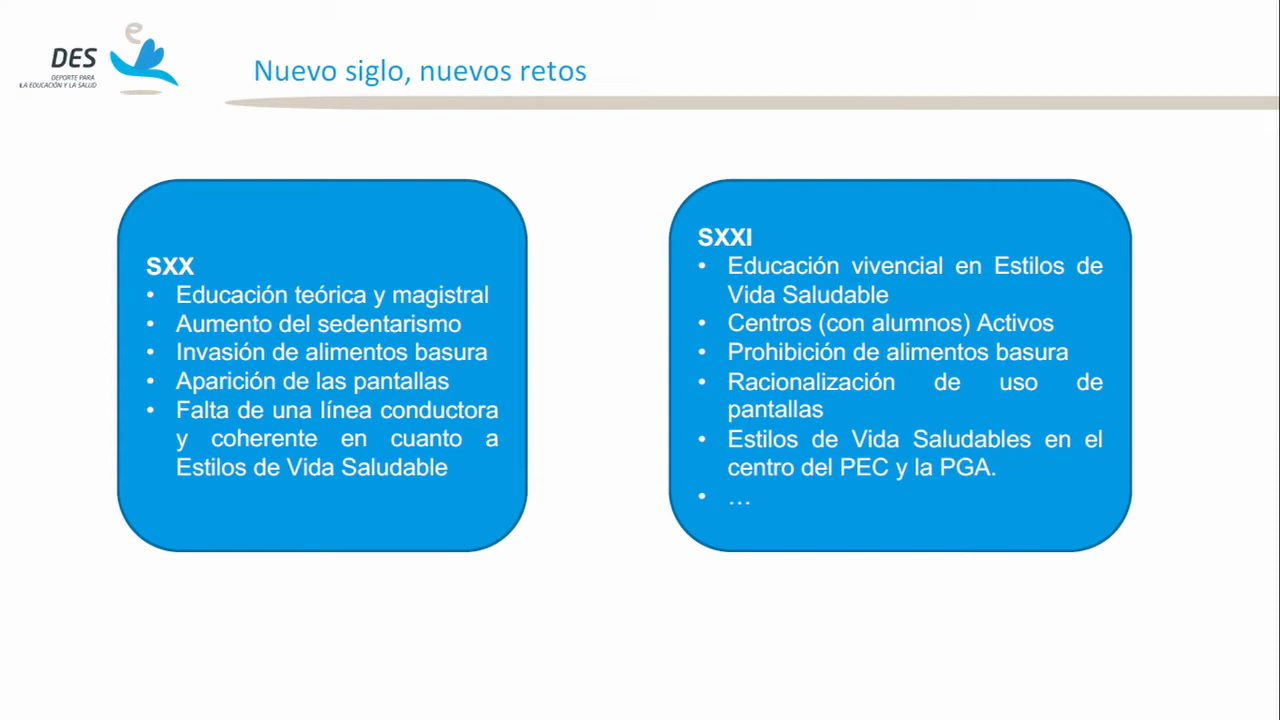 e
DES
DEPORTE PARA
LA EDUCACIÓN Y LA SALUD
Nuevo siglo, nuevos retos
SXX
• Educación teórica y magistral
• Aumento del sedentarismo
• Invasión de alimentos basura
• Aparición de las pantallas
• Falta de una línea conductora
y coherente en cuanto a
Estilos de Vida Saludable
SXXI
• Educación vivencial en Estilos de
Vida Saludable
• Centros (con alumnos) Activos
• Prohibición de alimentos basura
• Racionalización de uso de
pantallas
• Estilos de Vida Saludables en el
centro del PEC y la PGA.
• …